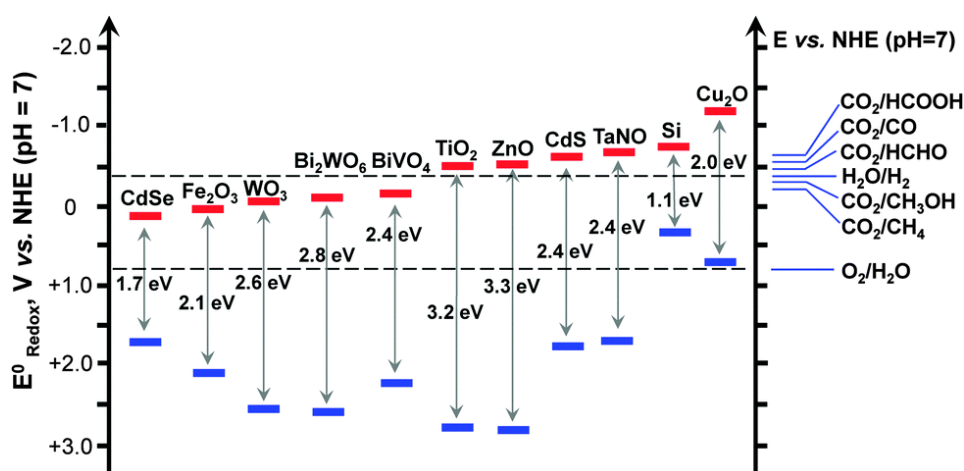 E⁰Redox, V vs. NHE (pH = 7)
-2.0
-1.0
0
+1.0
+2.0
+3.0
CdSe
1.7 eV
Fe₂O₃
2.1 eV
WO₃
2.6 eV
Bi₂WO₆
2.8 eV
BiVO₄
2.4 eV
TiO₂
3.2 eV
ZnO
3.3 eV
CdS
2.4 eV
TaNO
2.4 eV
Si
1.1 eV
Cu₂O
2.0 eV
E vs. NHE (pH=7)
CO₂/HCOOH
CO₂/CO
CO₂/HCHO
H₂O/H₂
CO₂/CH₃OH
CO₂/CH₄
O₂/H₂O